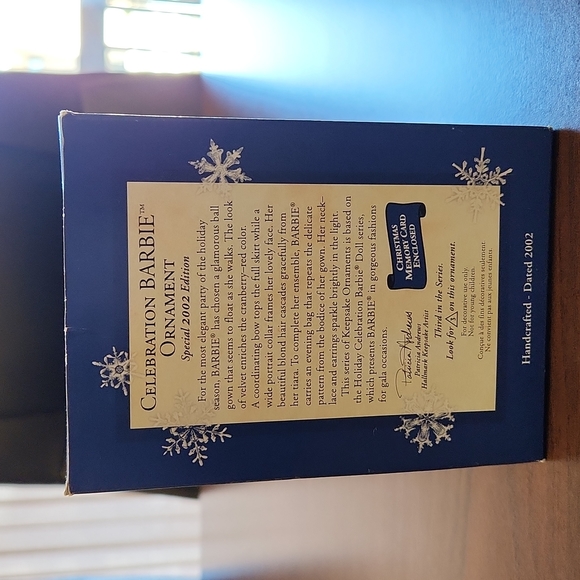 CELEBRATION BARBIE™
ORNAMENT
Special 2002 Edition
For the most elegant party of the holiday
season, BARBIE® has chosen a glamorous ball
gown that seems to float as she walks. The look
of velvet enriches the cranberry-red color.
A coordinating bow tops the full skirt while a
wide portrait collar frames her lovely face. Her
beautiful blond hair cascades gracefully from
her tiara. To complete her ensemble, BARBIE®
carries an evening bag that repeats the delicate
pattern from the bodice of her gown. Her neck-
lace and earrings sparkle brightly in the light.
This series of Keepsake Ornaments is based on
the Holiday Celebration Barbie® Doll series,
which presents BARBIE® in gorgeous fashions
for gala occasions.
CHRISTMAS
MEMORY CARD
ENCLOSED
Patricia Andrews
Patricia Andrews
Hallmark Keepsake Artist
Third in the Series.
Look for 3 on this ornament.
For decorative use only.
Not for young children.
Conçu à des fins décoratives seulement
Ne convient pas aux jeunes enfants.
Handcrafted - Dated 2002